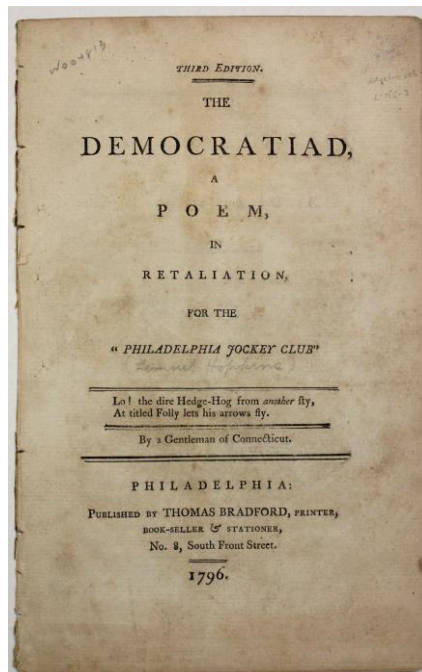 THIRD EDITION.
THE
DEMOCRATIAD,
A
POEM,
IN
RETALIATION,
FOR THE
"PHILADELPHIA JOCKEY CLUB"
Lo! the dire Hedge-Hog from another sty,
At titled Folly lets his arrows fly.
By a Gentleman of Connecticut.
PHILADELPHIA:
PUBLISHED BY THOMAS BRADFORD, PRINTER,
BOOK-SELLER & STATIONER,
No. 8, South Front Street.
1796.